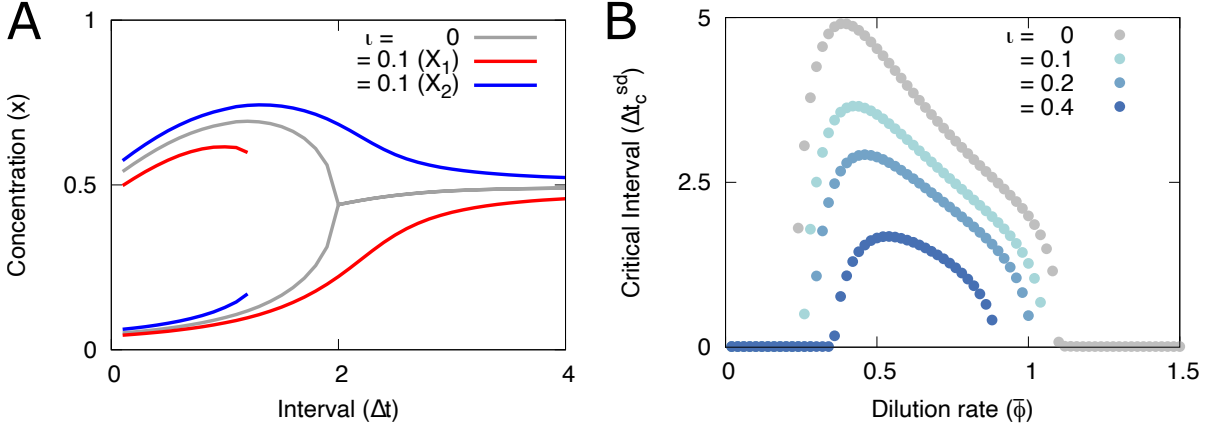 A
B
ι = 0
= 0.1 (X₁)
= 0.1 (X₂)
1
0.5
0
Concentration (x)
0
2
4
Interval (Δt)
ι = 0
= 0.1
= 0.2
= 0.4
5
2.5
0
Critical Interval (Δt_c^sd)
0
0.5
1
1.5
Dilution rate (φ̄)